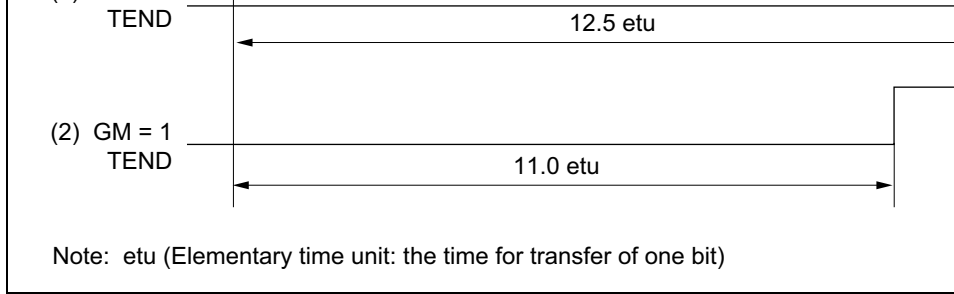 TEND
12.5 etu
(2) GM = 1
TEND
11.0 etu
Note: etu (Elementary time unit: the time for transfer of one bit)